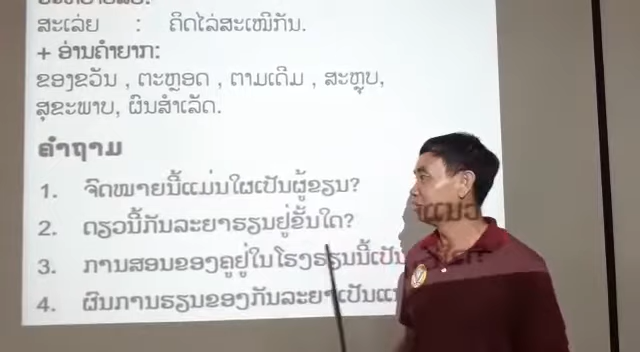 ສະເລ່ຍ : ຄິດໄລ່ສະເໝີກັນ.
+ ອ່ານຄຳຍາກ:
ຂອງຂວັນ , ຕະຫຼອດ , ຕາມເດີມ , ສະຫຼຸບ,
ສຸຂະພາບ, ຜົນສຳເລັດ.
ຄຳຖາມ
1. ຈົດໝາຍນີ້ແມ່ນໃຜເປັນຜູ້ຂຽນ?
2. ດຽວນີ້ກັນລະຍາຮຽນຢູ່ຂັ້ນໃດ?
3. ການສອນຂອງຄູຢູ່ໃນໂຮງຮຽນນີ້ເປັນແນວ
4. ຜົນການຮຽນຂອງກັນລະຍາເປັນ